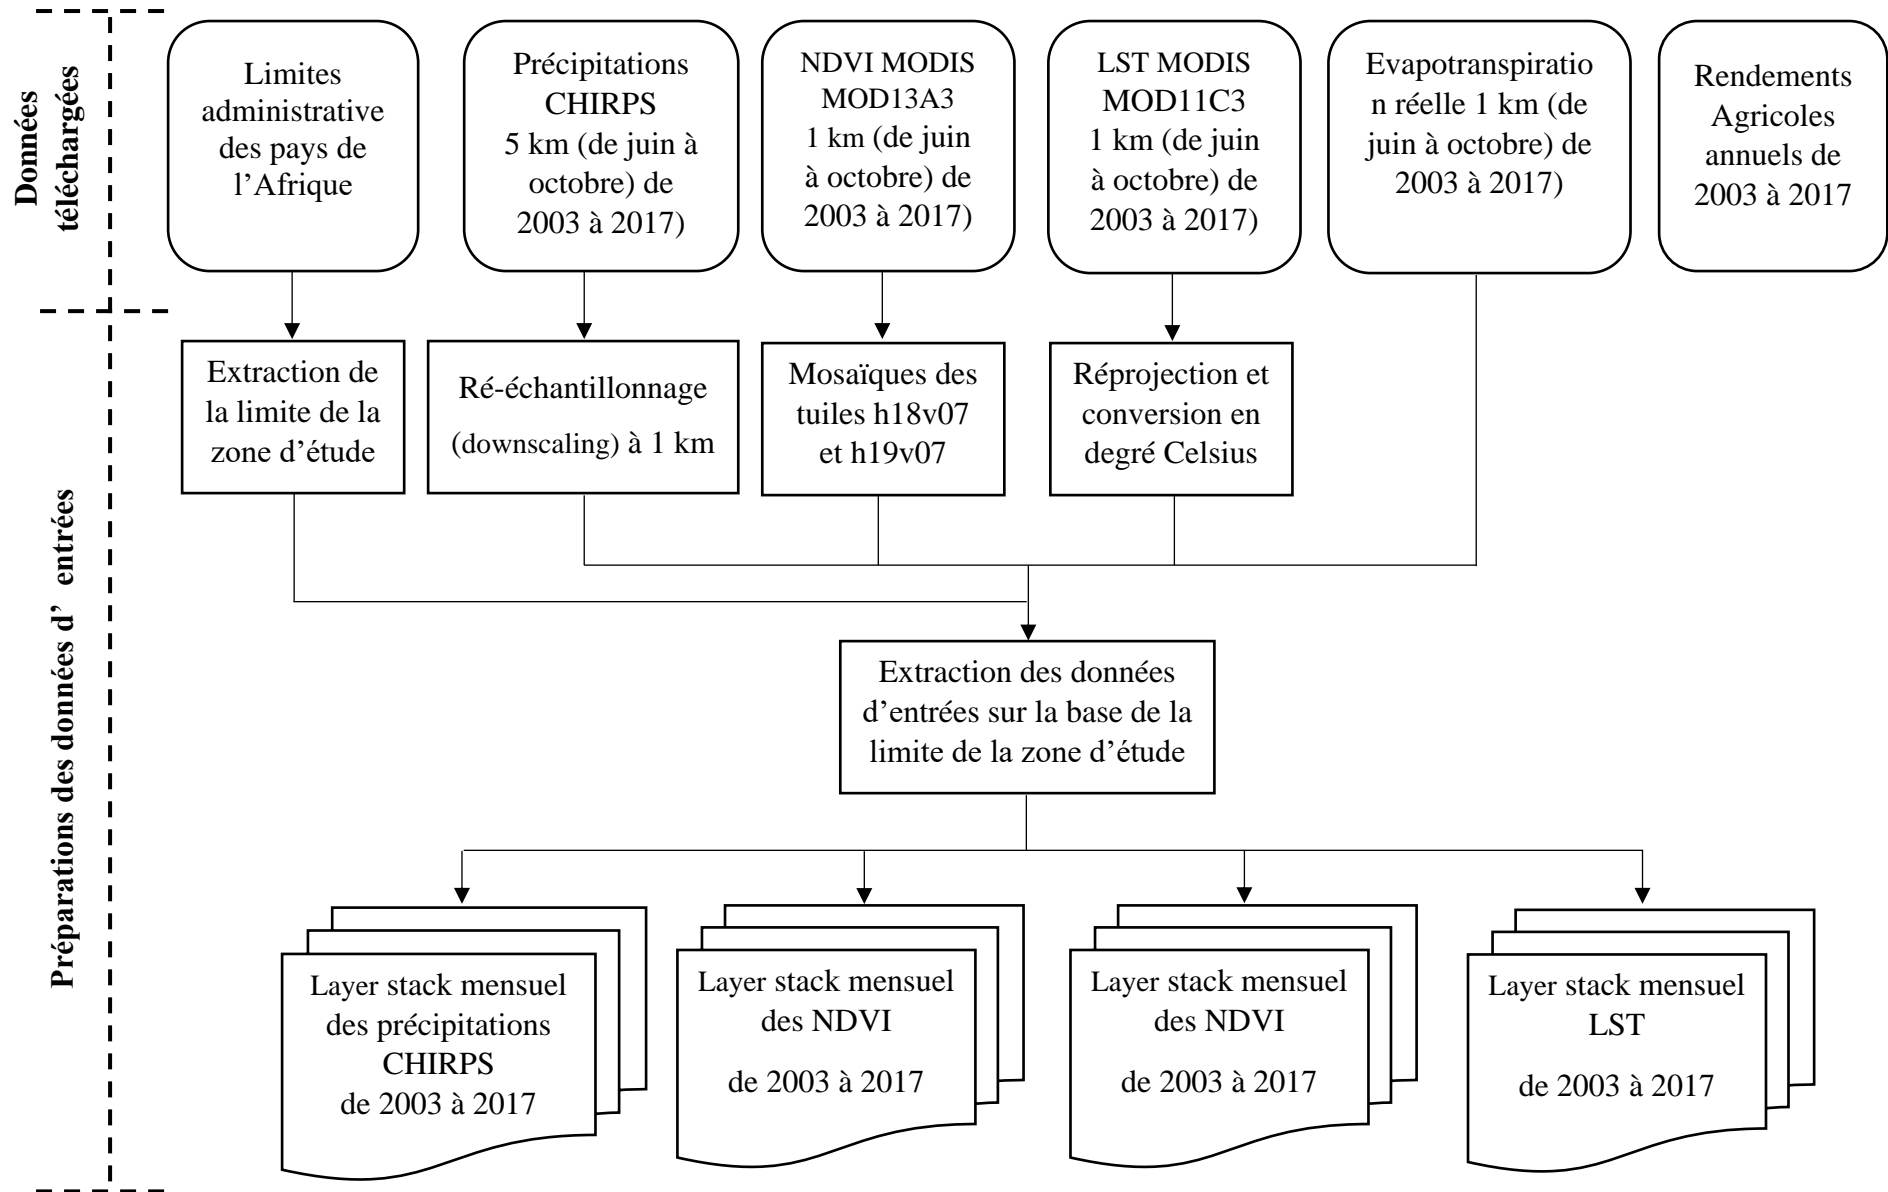 Données
téléchargées
Limites
administrative
des pays de
l’Afrique
Précipitations
CHIRPS
5 km (de juin à
octobre) de
2003 à 2017)
NDVI MODIS
MOD13A3
1 km (de juin
à octobre) de
2003 à 2017)
LST MODIS
MOD11C3
1 km (de juin
à octobre) de
2003 à 2017)
Evapotranspiratio
n réelle 1 km (de
juin à octobre) de
2003 à 2017)
Rendements
Agricoles
annuels de
2003 à 2017
Préparations des données d’ entrées
Extraction de
la limite de la
zone d’étude
Ré-échantillonnage
(downscaling) à 1 km
Mosaïques des
tuiles h18v07
et h19v07
Réprojection et
conversion en
degré Celsius
Extraction des données
d’entrées sur la base de la
limite de la zone d’étude
Layer stack mensuel
des précipitations
CHIRPS
de 2003 à 2017
Layer stack mensuel
des NDVI
de 2003 à 2017
Layer stack mensuel
des NDVI
de 2003 à 2017
Layer stack mensuel
LST
de 2003 à 2017